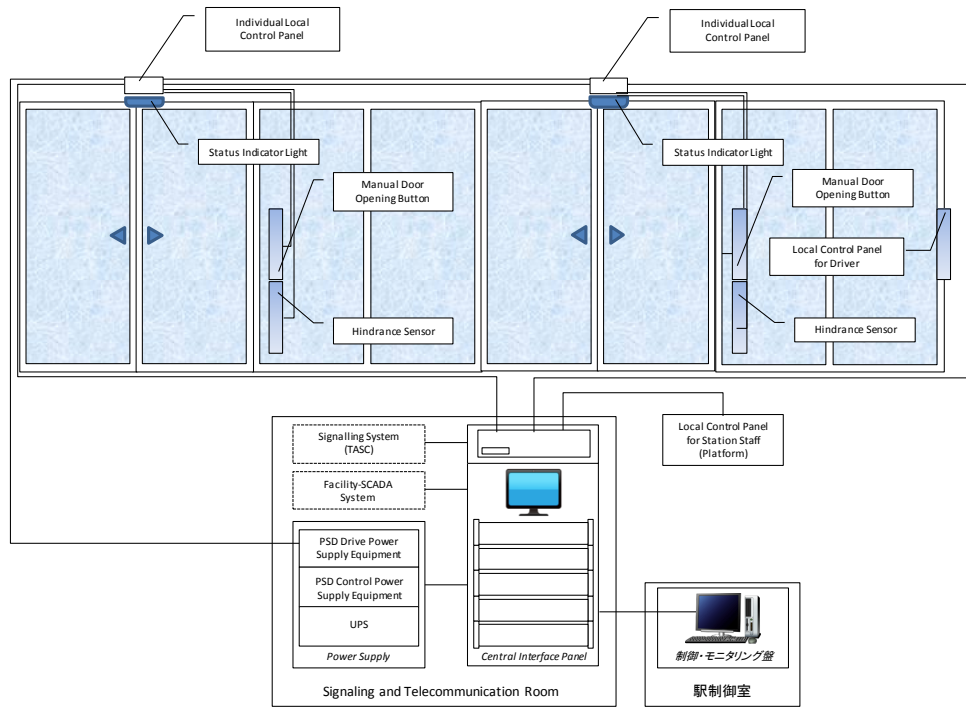 Individual Local
Control Panel
Individual Local
Control Panel
Status Indicator Light
Status Indicator Light
Manual Door
Opening Button
Manual Door
Opening Button
Local Control Panel
for Driver
Hindrance Sensor
Hindrance Sensor
Signalling System
(TASC)
Local Control Panel
for Station Staff
(Platform)
Facility-SCADA
System
PSD Drive Power
Supply Equipment
PSD Control Power
Supply Equipment
UPS
Power Supply
Central Interface Panel
制御・モニタリング盤
Signaling and Telecommunication Room
駅制御室